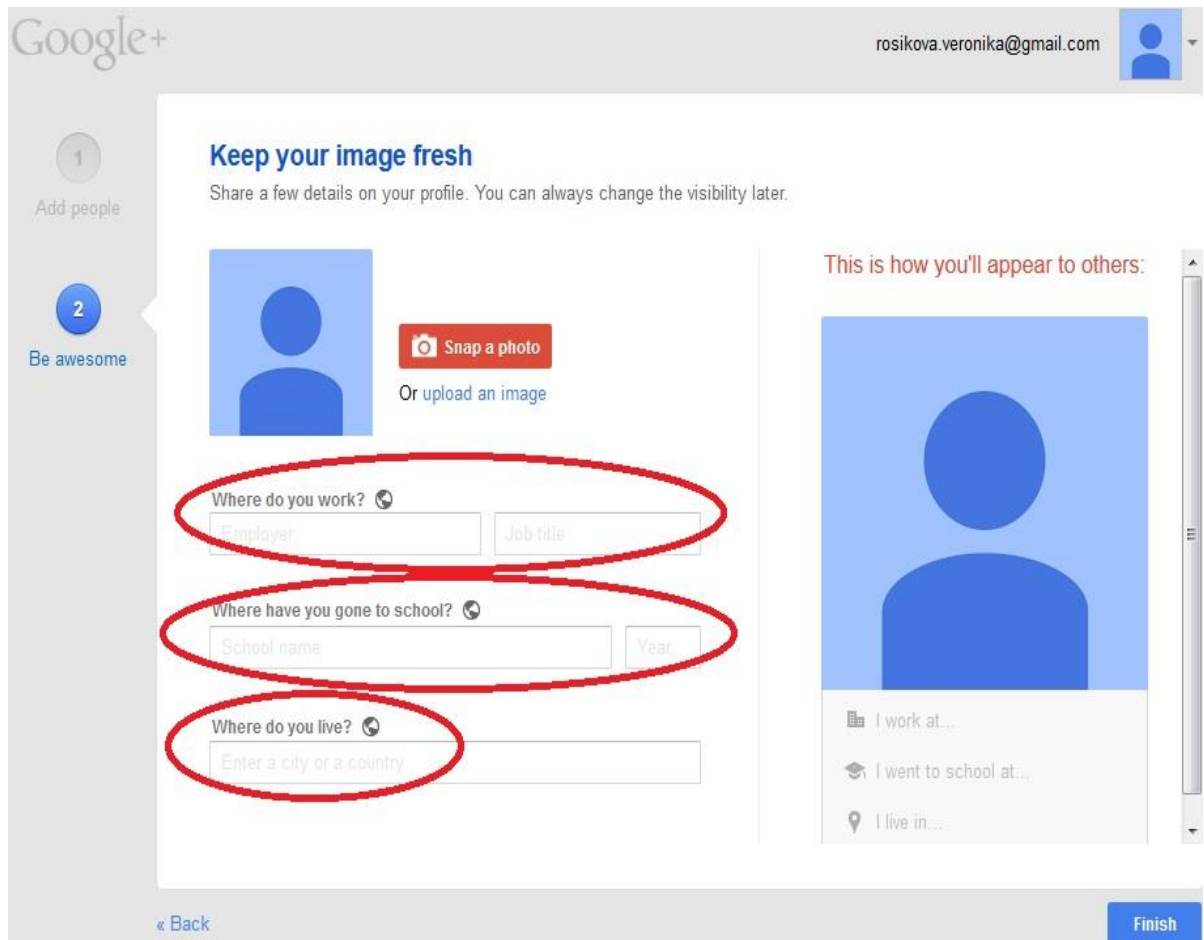 Google+
rosikova.veronika@gmail.com
1
Add people
2
Be awesome
Keep your image fresh
Share a few details on your profile. You can always change the visibility later.
Snap a photo
Or upload an image
Where do you work?
Employer Job title
Where have you gone to school?
School name Year
Where do you live?
Enter a city or a country
This is how you'll appear to others:
I work at...
I went to school at...
I live in...
« Back
Finish